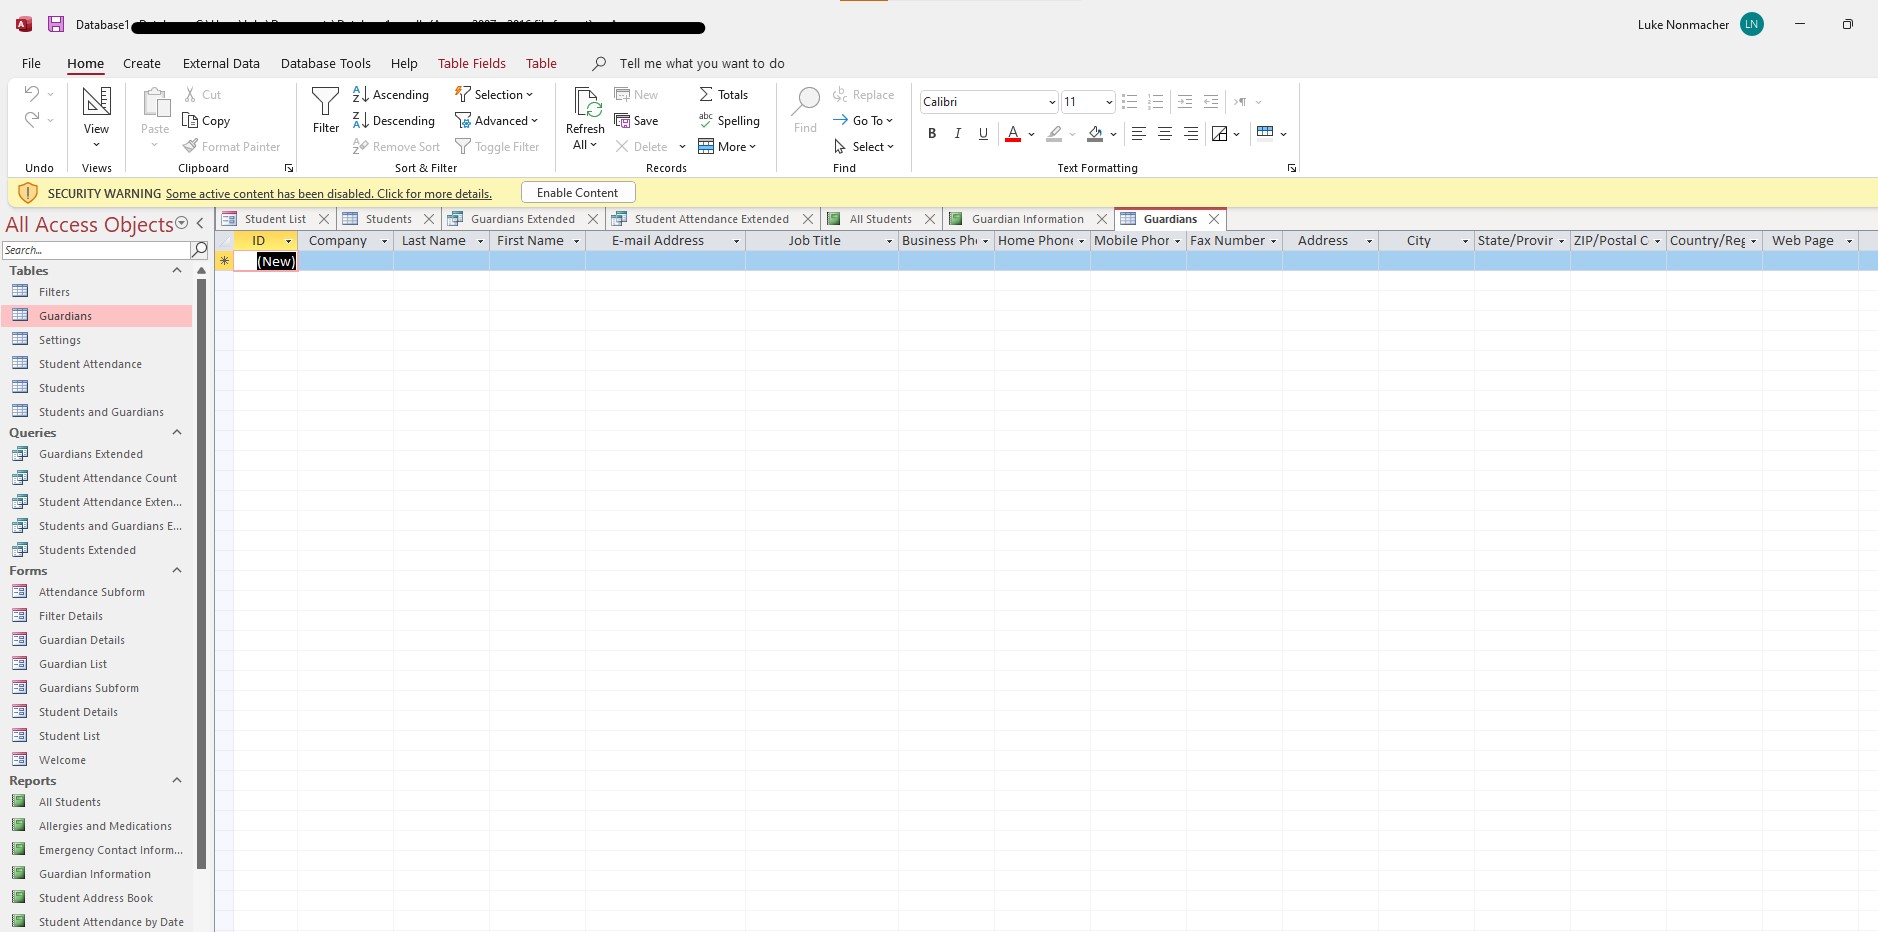 Database1
Luke Nonmacher LN
File Home Create External Data Database Tools Help Table Fields Table Tell me what you want to do
Cut
Ascending Selection New Totals Replace Calibri 11
View Paste Copy Filter Descending Advanced Refresh All Save Spelling Find Go To B I U A
Format Painter Remove Sort Toggle Filter Delete More Select
Undo Views Clipboard Sort & Filter Records Find Text Formatting
SECURITY WARNING Some active content has been disabled. Click for more details. Enable Content
All Access Objects
Student List Students Guardians Extended Student Attendance Extended All Students Guardian Information Guardians
Search...
ID Company Last Name First Name E-mail Address Job Title Business Ph Home Phone Mobile Phor Fax Number Address City State/Provir ZIP/Postal C Country/Reg Web Page
(New)
Tables
Filters
Guardians
Settings
Student Attendance
Students
Students and Guardians
Queries
Guardians Extended
Student Attendance Count
Student Attendance Exten...
Students and Guardians E...
Students Extended
Forms
Attendance Subform
Filter Details
Guardian Details
Guardian List
Guardians Subform
Student Details
Student List
Welcome
Reports
All Students
Allergies and Medications
Emergency Contact Inform...
Guardian Information
Student Address Book
Student Attendance by Date